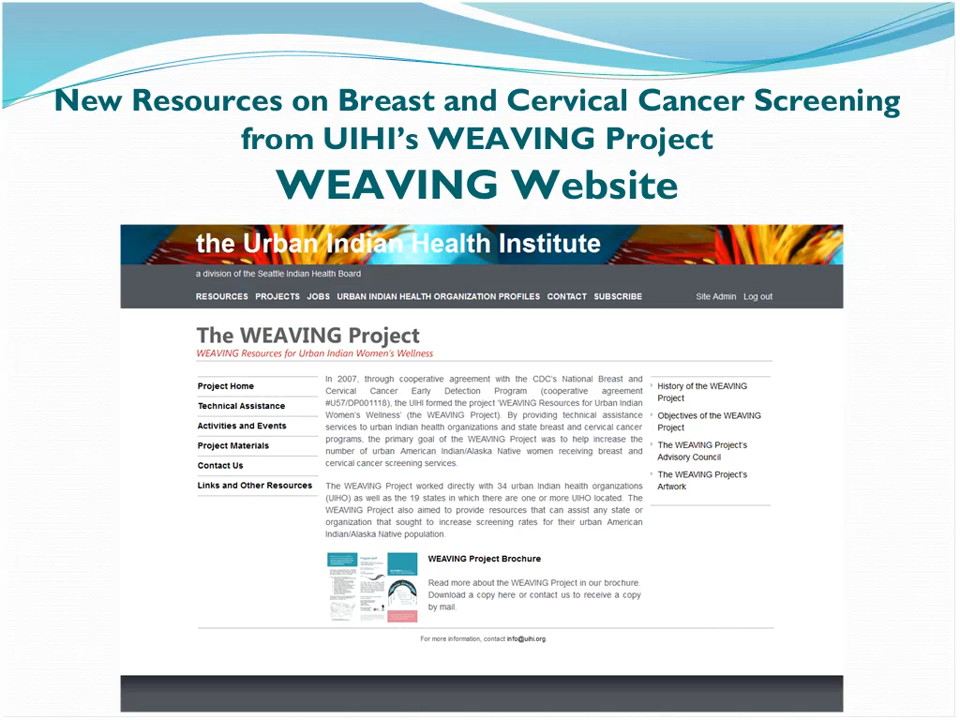 New Resources on Breast and Cervical Cancer Screening
from UIHI's WEAVING Project
WEAVING Website
the Urban Indian Health Institute
a division of the Seattle Indian Health Board
RESOURCES PROJECTS JOBS URBAN INDIAN HEALTH ORGANIZATION PROFILES CONTACT SUBSCRIBE Site Admin Log out
The WEAVING Project
WEAVING Resources for Urban Indian Women's Wellness
Project Home
Technical Assistance
Activities and Events
Project Materials
Contact Us
Links and Other Resources
In 2007, through cooperative agreement with the CDC's National Breast and
Cervical Cancer Early Detection Program (cooperative agreement
#U57/DP001118), the UIHI formed the project 'WEAVING Resources for Urban Indian
Women's Wellness' (the WEAVING Project). By providing technical assistance
services to urban Indian health organizations and state breast and cervical cancer
programs, the primary goal of the WEAVING Project was to help increase the
number of urban American Indian/Alaska Native women receiving breast and
cervical cancer screening services.
The WEAVING Project worked directly with 34 urban Indian health organizations
(UIHO) as well as the 19 states in which there are one or more UIHO located. The
WEAVING Project also aimed to provide resources that can assist any state or
organization that sought to increase screening rates for their urban American
Indian/Alaska Native population.
WEAVING Project Brochure
Read more about the WEAVING Project in our brochure.
Download a copy here or contact us to receive a copy
by mail.
History of the WEAVING
Project
Objectives of the WEAVING
Project
The WEAVING Project's
Advisory Council
The WEAVING Project's
Artwork
For more information, contact info@uihi.org.